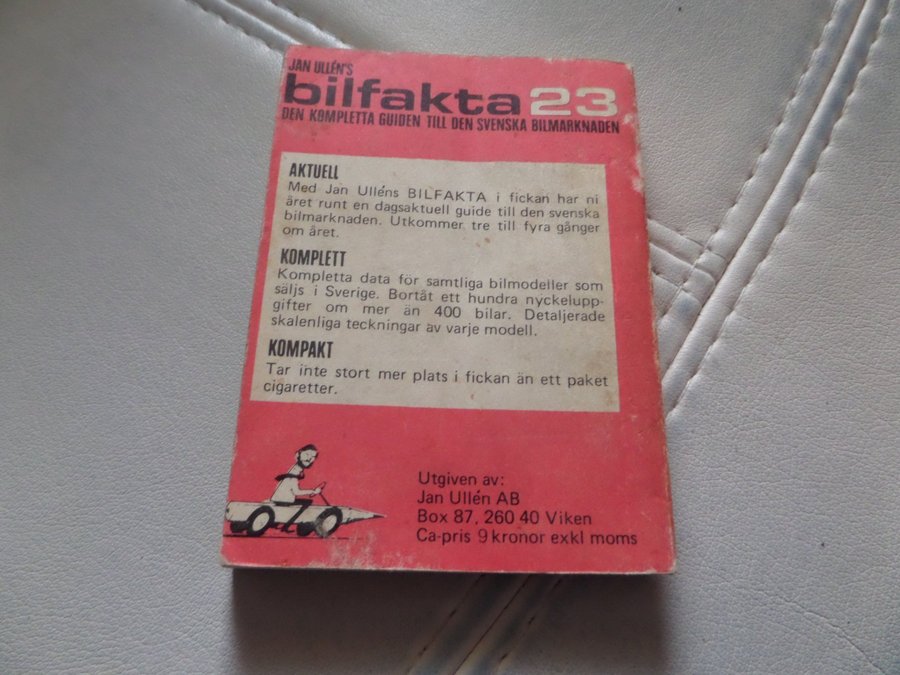 JAN ULLÉN'S
bilfakta 23
DEN KOMPLETTA GUIDEN TILL DEN SVENSKA BILMARKNADEN
AKTUELL
Med Jan Ulléns BILFAKTA i fickan har ni
året runt en dagsaktuell guide till den svenska
bilmarknaden. Utkommer tre till fyra gånger
om året.
KOMPLETT
Kompletta data för samtliga bilmodeller som
säljs i Sverige. Bortåt ett hundra nyckelupp-
gifter om mer än 400 bilar. Detaljerade
skalenliga teckningar av varje modell.
KOMPAKT
Tar inte stort mer plats i fickan än ett paket
cigaretter.
Utgiven av:
Jan Ullén AB
Box 87, 260 40 Viken
Ca-pris 9 kronor exkl moms